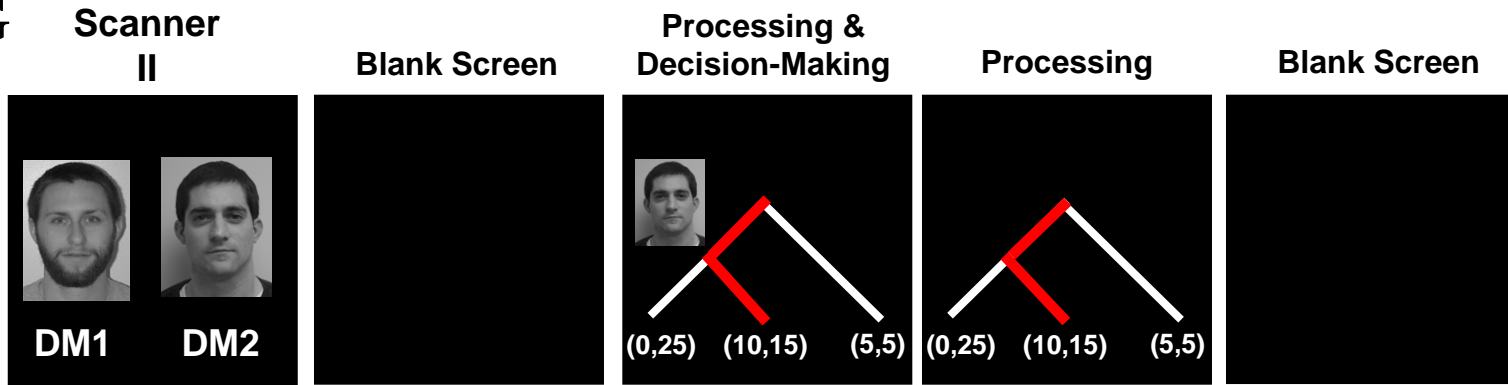 Scanner
II
Blank Screen
Processing &
Decision-Making
Processing
Blank Screen
DM1 DM2
(0,25) (10,15) (5,5)
(0,25) (10,15) (5,5)